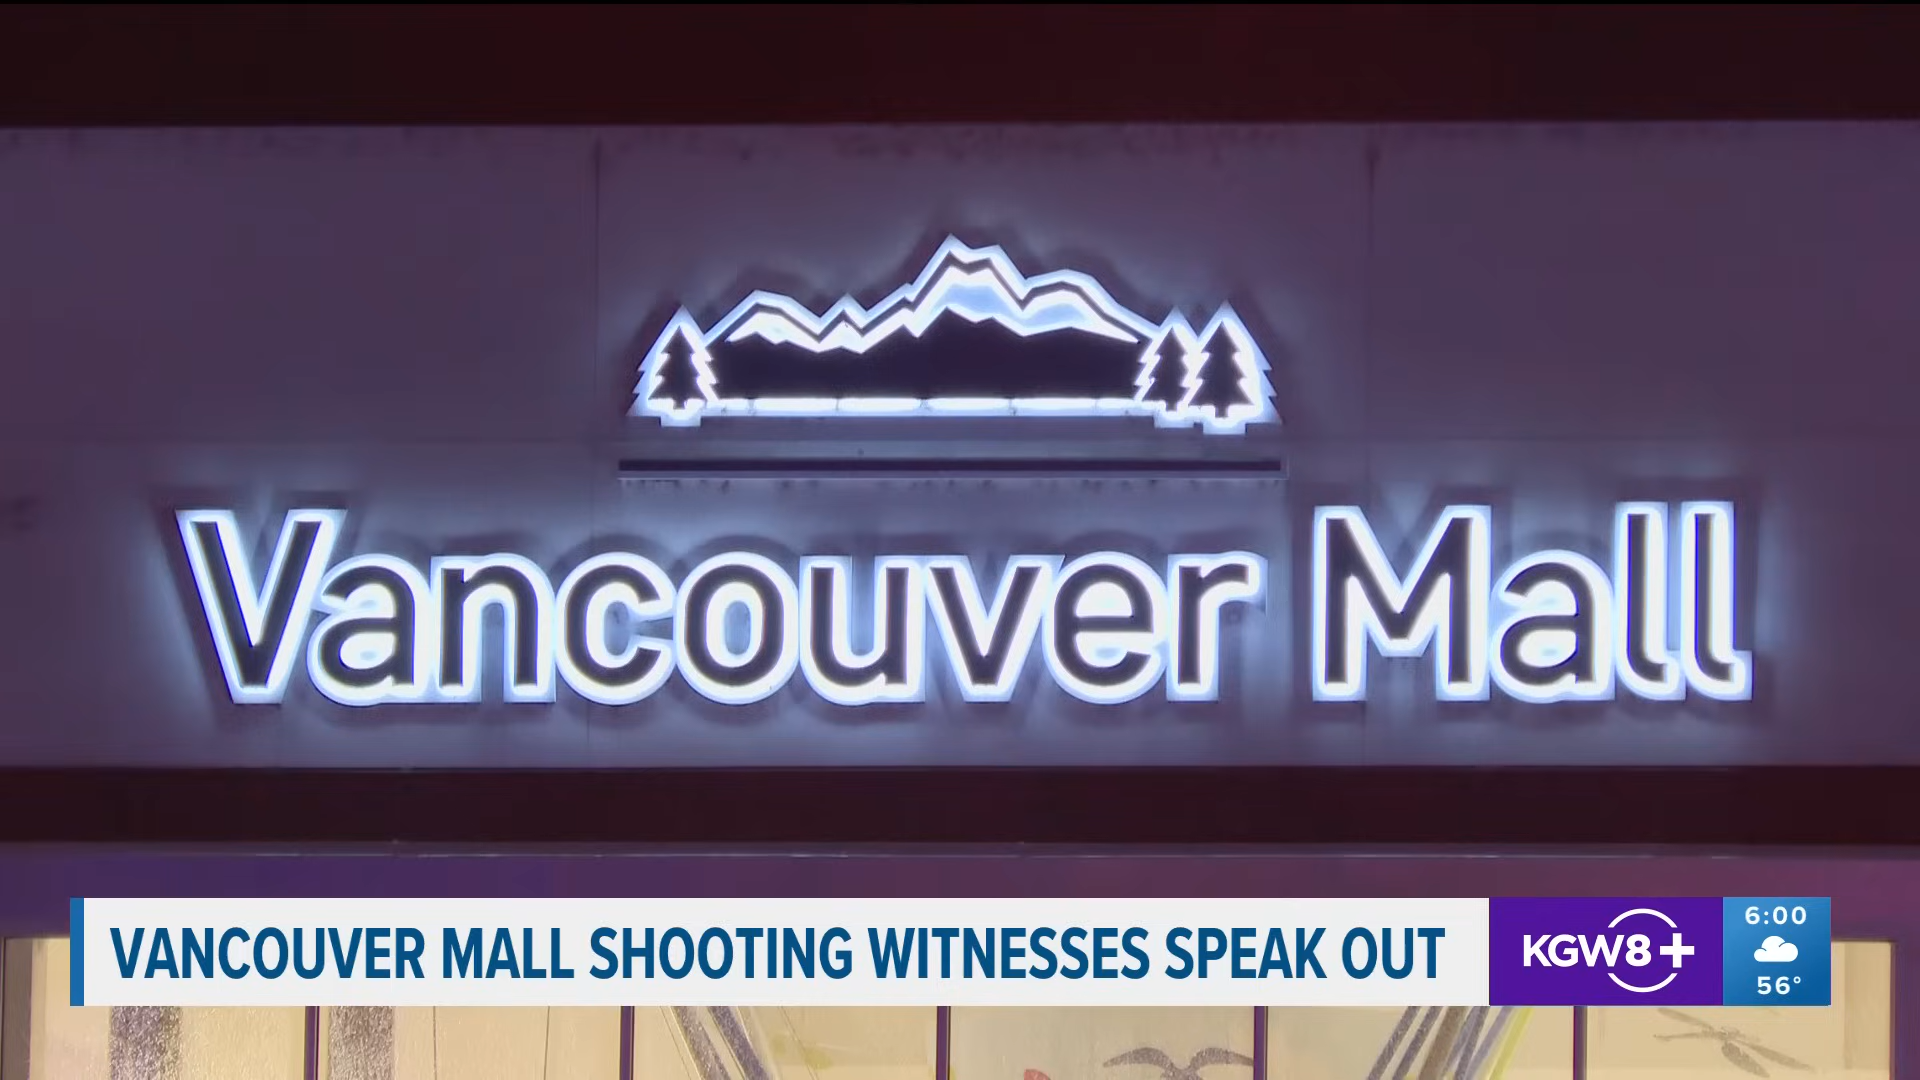 Vancouver Mall
VANCOUVER MALL SHOOTING WITNESSES SPEAK OUT
KGW8+
6:00
56°